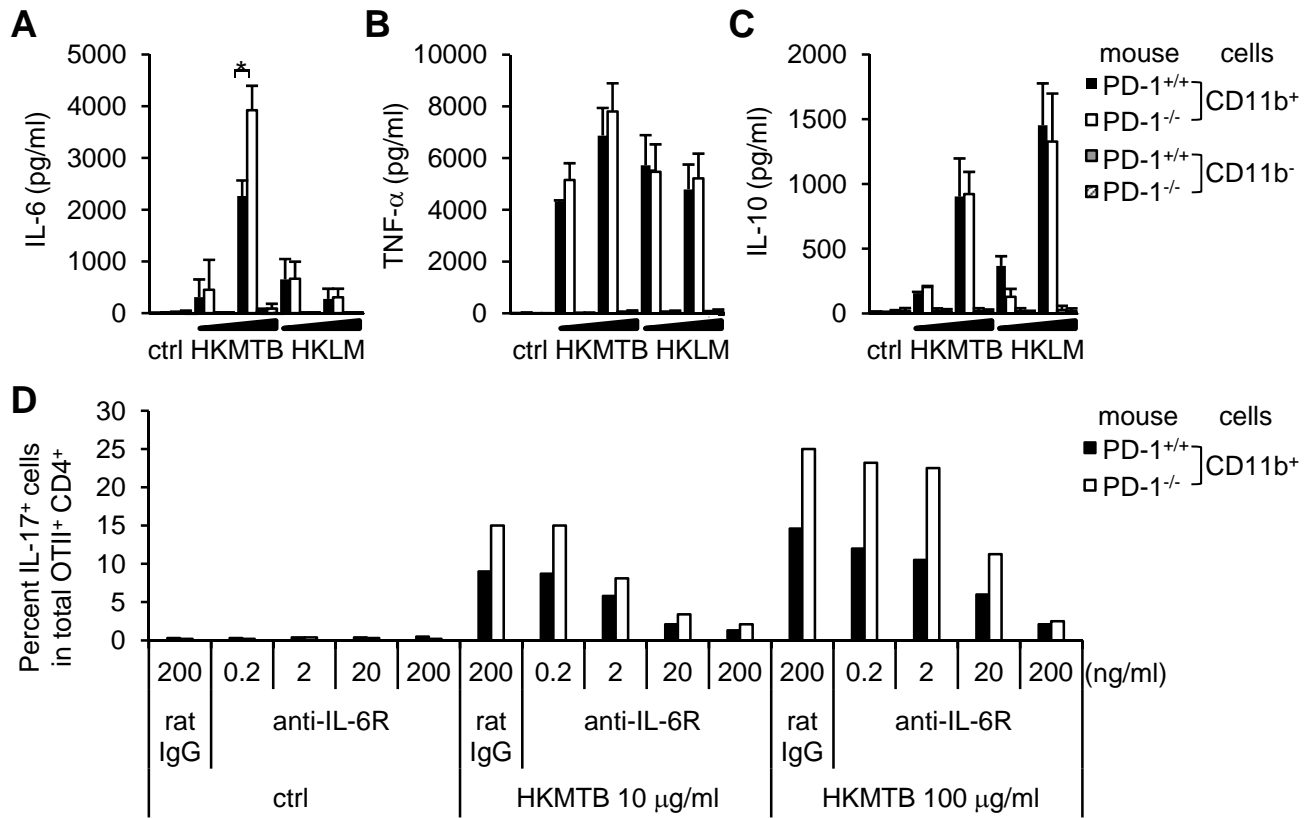 A
IL-6 (pg/ml)
5000
4000
3000
2000
1000
0
*
ctrl HKMTB HKLM
B
TNF-α (pg/ml)
10000
8000
6000
4000
2000
0
ctrl HKMTB HKLM
C
IL-10 (pg/ml)
2000
1500
1000
500
0
ctrl HKMTB HKLM
mouse cells
PD-1+/+
PD-1-/-
CD11b+
PD-1+/+
PD-1-/-
CD11b-
D
Percent IL-17+ cells
in total OTII+ CD4+
30
25
20
15
10
5
0
mouse cells
PD-1+/+
PD-1-/-
CD11b+
200 0.2 2 20 200 200 0.2 2 20 200 200 0.2 2 20 200 (ng/ml)
rat IgG anti-IL-6R rat IgG anti-IL-6R rat IgG anti-IL-6R
ctrl HKMTB 10 μg/ml HKMTB 100 μg/ml